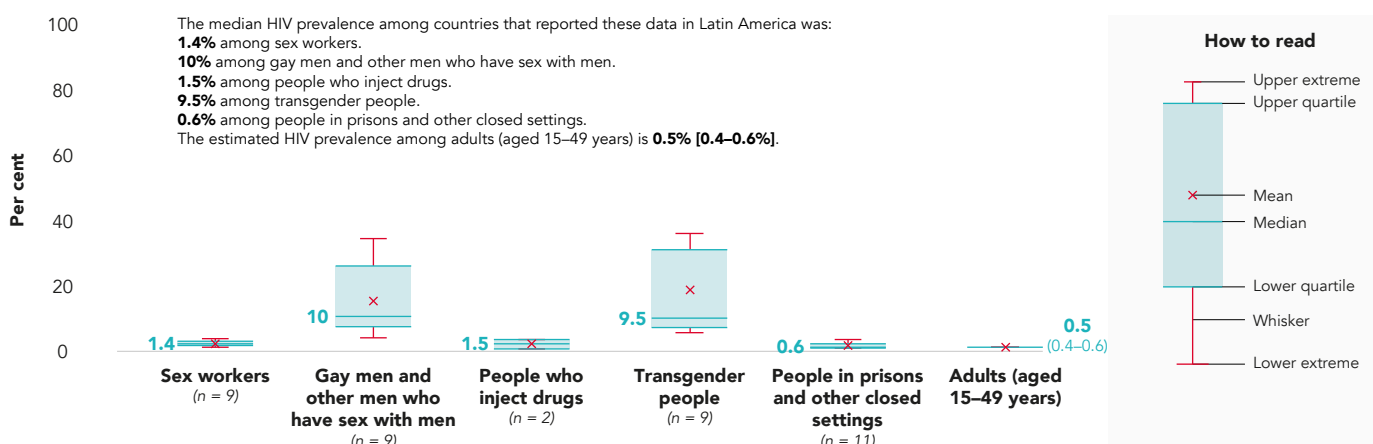 The median HIV prevalence among countries that reported these data in Latin America was:
1.4% among sex workers.
10% among gay men and other men who have sex with men.
1.5% among people who inject drugs.
9.5% among transgender people.
0.6% among people in prisons and other closed settings.
The estimated HIV prevalence among adults (aged 15–49 years) is 0.5% [0.4–0.6%].
Per cent
100
80
60
40
20
0
1.4
10
1.5
9.5
0.6
0.5
(0.4–0.6)
Sex workers
(n = 9)
Gay men and
other men who
have sex with men
(n = 9)
People who
inject drugs
(n = 2)
Transgender
people
(n = 9)
People in prisons
and other closed
settings
(n = 11)
Adults (aged
15–49 years)
How to read
Upper extreme
Upper quartile
Mean
Median
Lower quartile
Whisker
Lower extreme